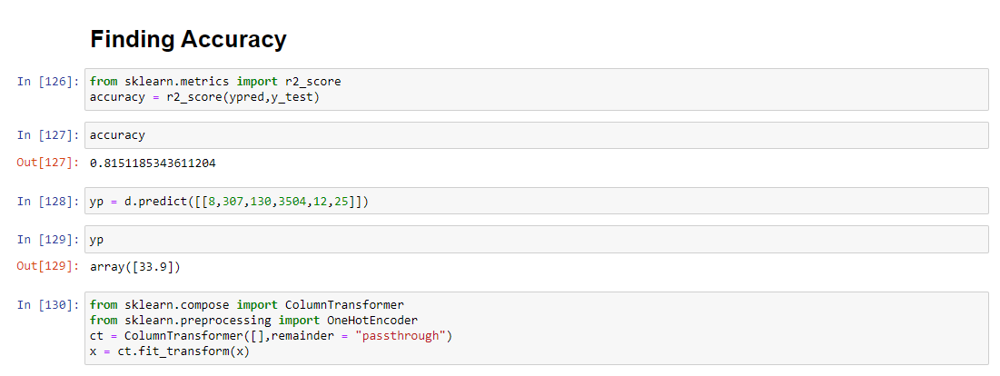 Finding Accuracy
In [126]: from sklearn.metrics import r2_score
accuracy = r2_score(ypred,y_test)
In [127]: accuracy
Out[127]: 0.8151185343611204
In [128]: yp = d.predict([[8,307,130,3504,12,25]])
In [129]: yp
Out[129]: array([33.9])
In [130]: from sklearn.compose import ColumnTransformer
from sklearn.preprocessing import OneHotEncoder
ct = ColumnTransformer([],remainder = "passthrough")
x = ct.fit_transform(x)